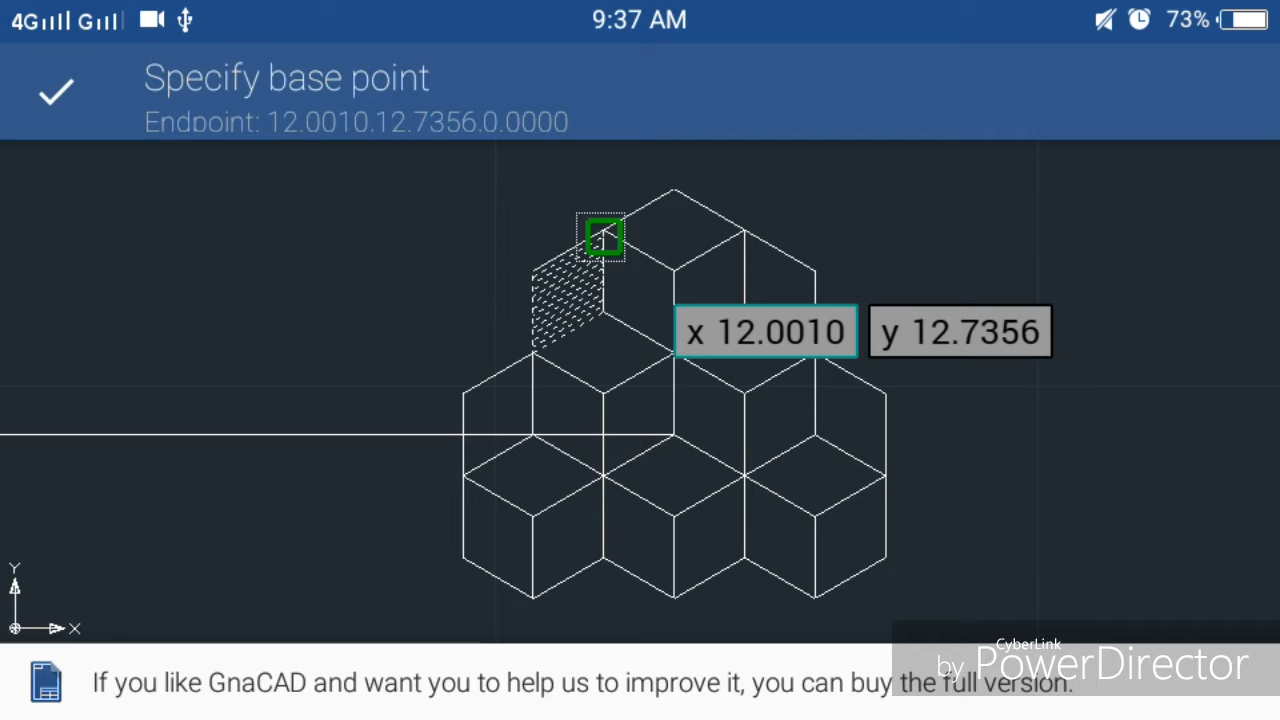 4G G 9:37 AM 73%
Specify base point
Endpoint: 12.0010,12.7356,0.0000
x 12.0010 y 12.7356
Y
X
CyberLink
by PowerDirector
If you like GnaCAD and want you to help us to improve it, you can buy the full version.